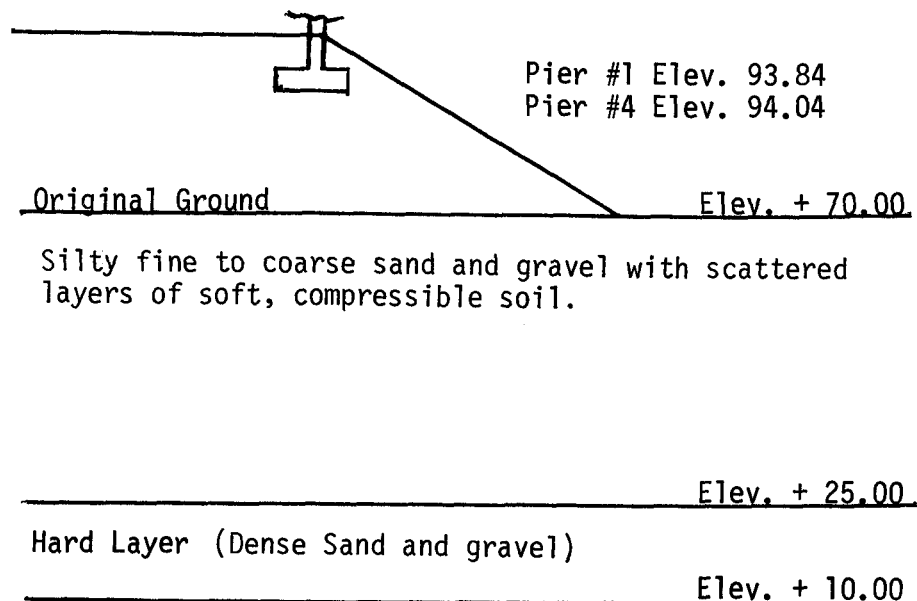 Pier #1 Elev. 93.84
Pier #4 Elev. 94.04
Original Ground Elev. + 70.00
Silty fine to coarse sand and gravel with scattered
layers of soft, compressible soil.
Elev. + 25.00
Hard Layer (Dense Sand and gravel)
Elev. + 10.00